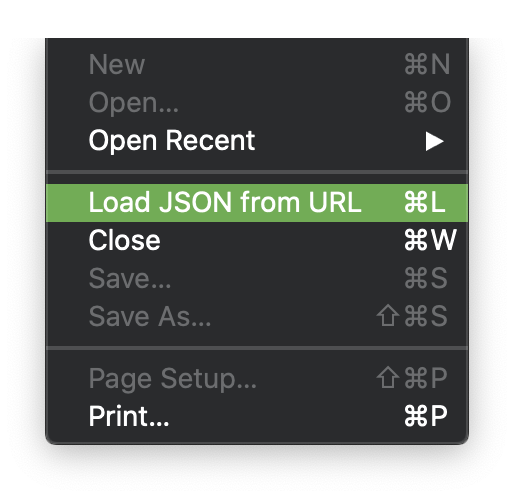 New ⌘N
Open... ⌘O
Open Recent ▶
Load JSON from URL ⌘L
Close ⌘W
Save... ⌘S
Save As... ⇧⌘S
Page Setup... ⇧⌘P
Print... ⌘P